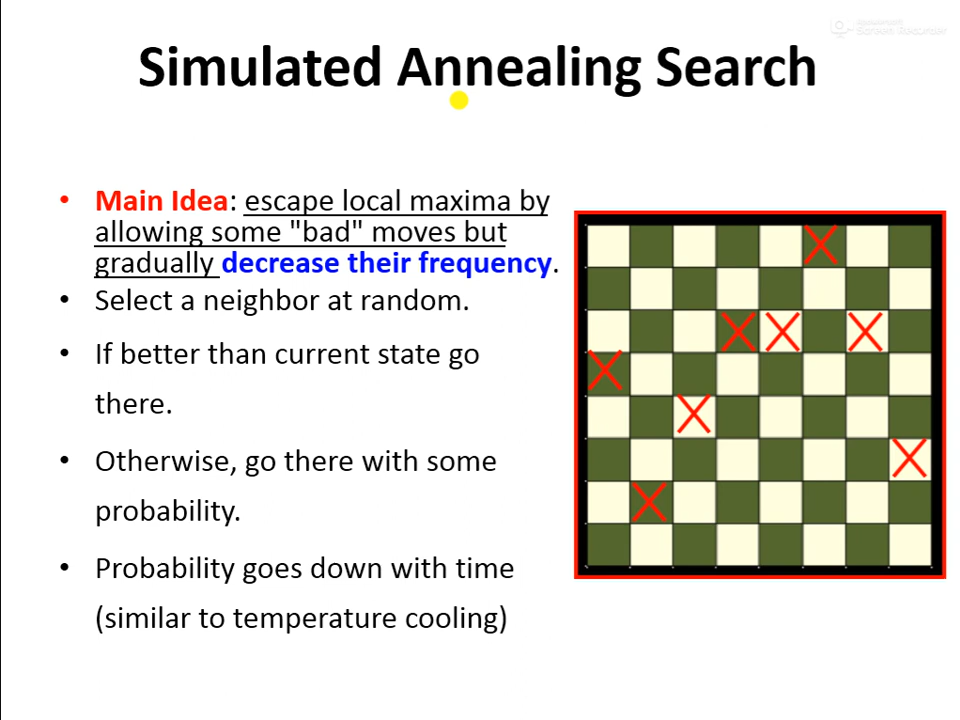 Screen Recorder
Simulated Annealing Search
• Main Idea: escape local maxima by
allowing some "bad" moves but
gradually decrease their frequency.
• Select a neighbor at random.
• If better than current state go
there.
• Otherwise, go there with some
probability.
• Probability goes down with time
(similar to temperature cooling)